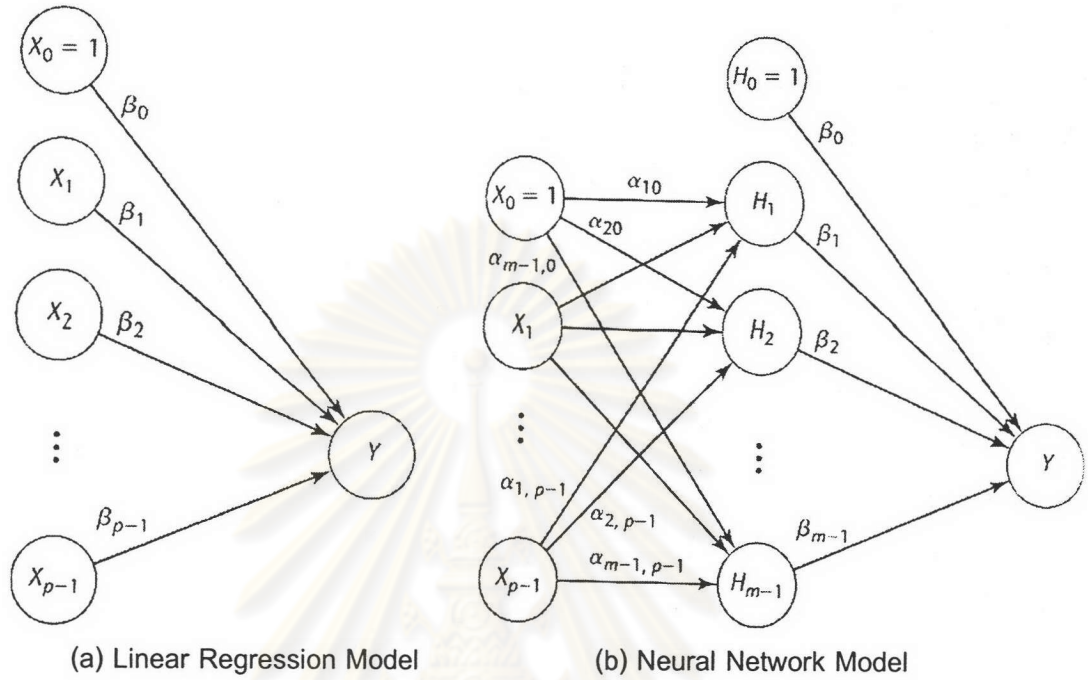 X₀ = 1
β₀
X₁
β₁
X₂
β₂
⋮
Y
βₚ₋₁
Xₚ₋₁
(a) Linear Regression Model
H₀ = 1
β₀
X₀ = 1
α₁₀
H₁
α₂₀
β₁
αₘ₋₁,₀
X₁
H₂
β₂
⋮
⋮
Y
α₁, ₚ₋₁
α₂, ₚ₋₁
βₘ₋₁
Xₚ₋₁
αₘ₋₁, ₚ₋₁
Hₘ₋₁
(b) Neural Network Model